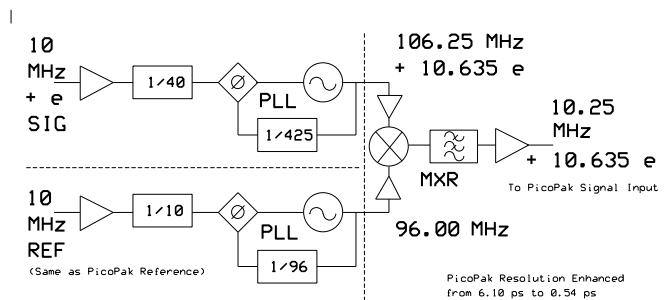 10
MHz
+ e
SIG
1/40
Ø
PLL
1/425
106.25 MHz
+ 10.635 e
10.25
MHz
+ 10.635 e
To PicoPak Signal Input
MXR
10
MHz
REF
(Same as PicoPak Reference)
1/10
Ø
PLL
1/96
96.00 MHz
PicoPak Resolution Enhanced
from 6.10 ps to 0.54 ps